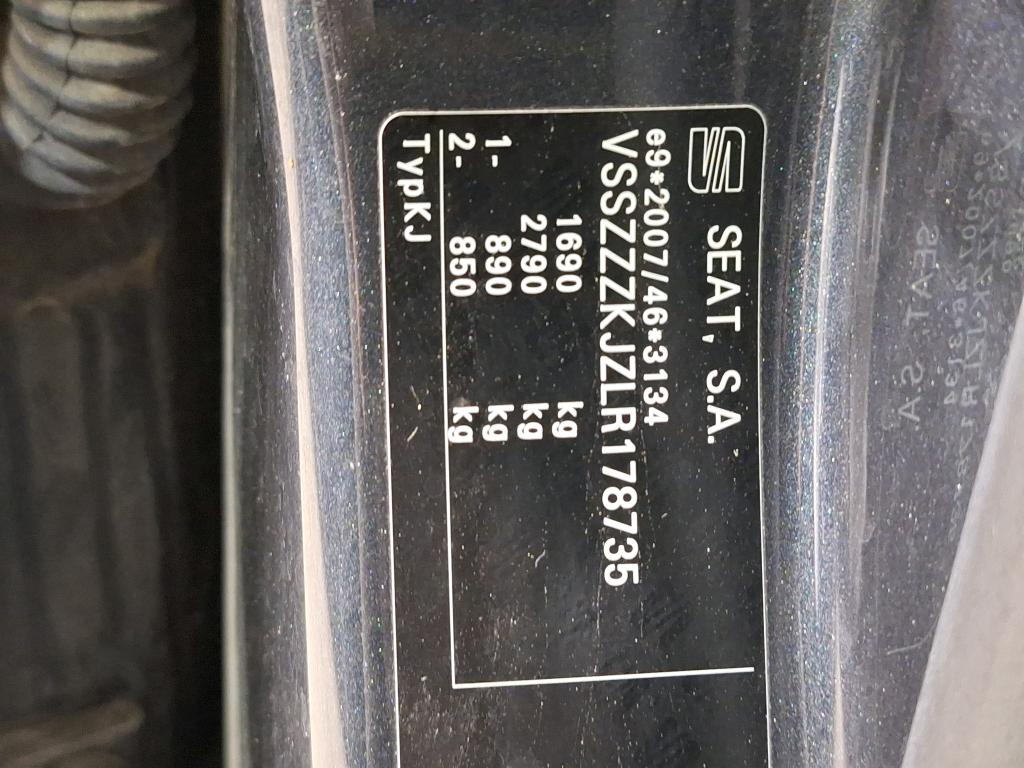 SEAT, S.A.
e9*2007/46*3134
VSSZZZKJZLR178735
1690 kg
2790 kg
1- 890 kg
2- 850 kg
TypKJ